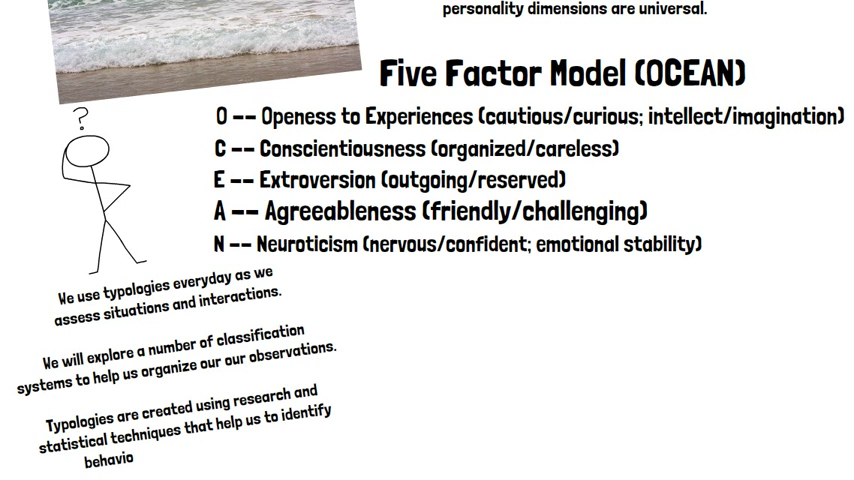 personality dimensions are universal.
Five Factor Model (OCEAN)
O -- Openess to Experiences (cautious/curious; intellect/imagination)
C -- Conscientiousness (organized/careless)
E -- Extroversion (outgoing/reserved)
A -- Agreeableness (friendly/challenging)
N -- Neuroticism (nervous/confident; emotional stability)
?
We use typologies everyday as we
assess situations and interactions.
We will explore a number of classification
systems to help us organize our our observations.
Typologies are created using research and
statistical techniques that help us to identify
behavio